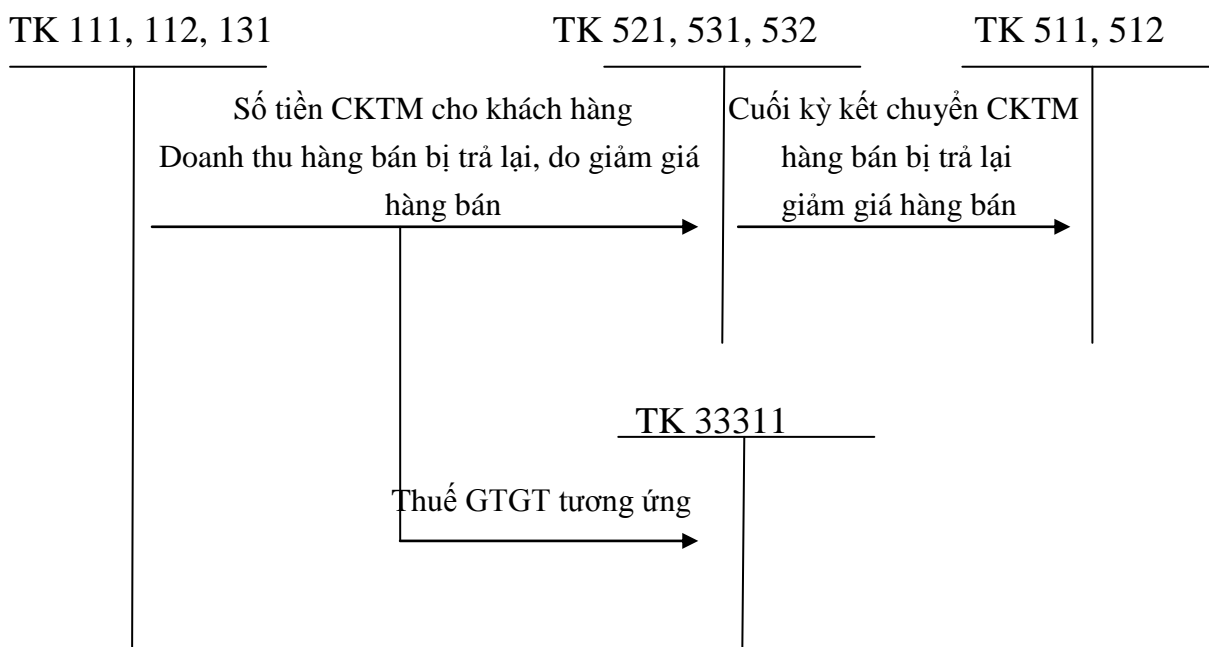 TK 111, 112, 131
TK 521, 531, 532
TK 511, 512
Số tiền CKTM cho khách hàng
Doanh thu hàng bán bị trả lại, do giảm giá
hàng bán
Cuối kỳ kết chuyển CKTM
hàng bán bị trả lại
giảm giá hàng bán
TK 33311
Thuế GTGT tương ứng